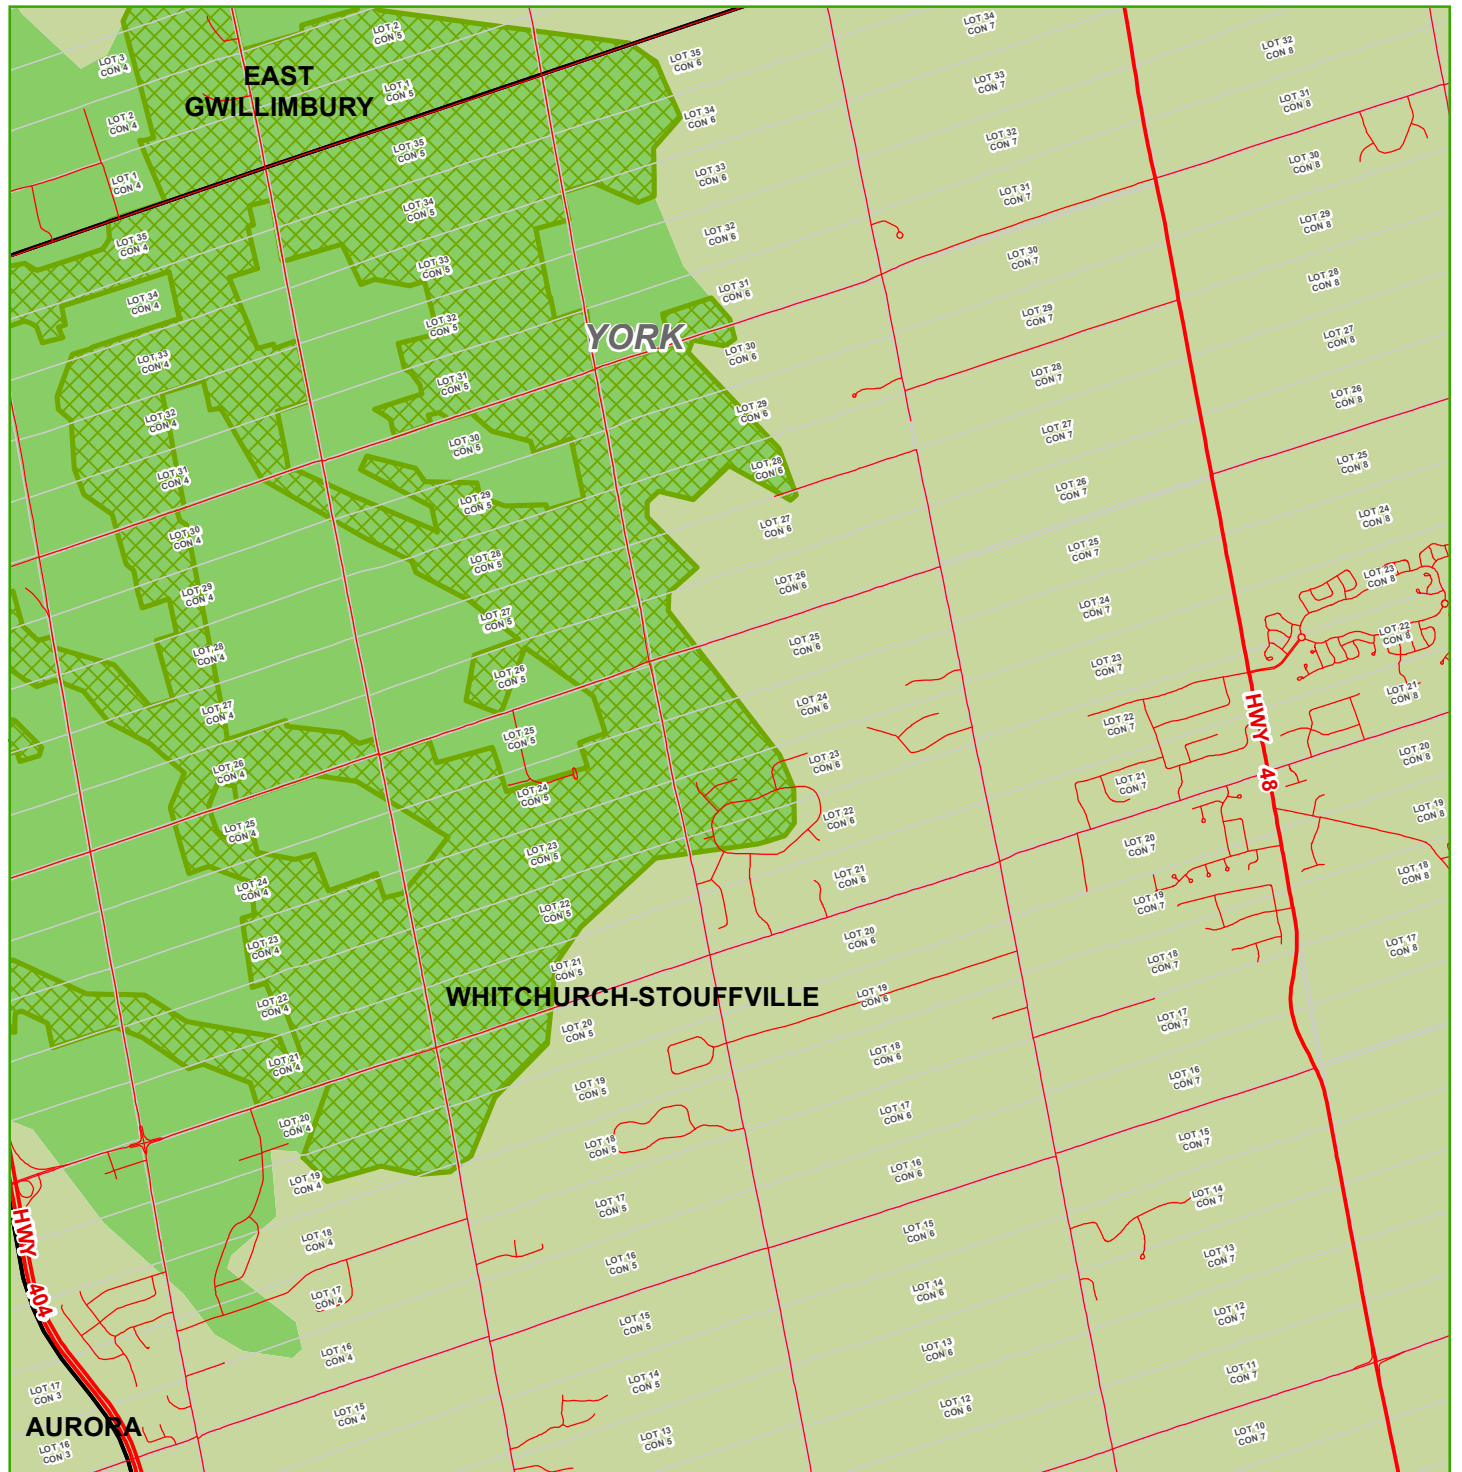 EAST
GWILLIMBURY
YORK
WHITCHURCH-STOUFFVILLE
AURORA
HWY 48
HWY 404
LOT 17
CON 3
LOT 16
CON 3
LOT 3
CON 4
LOT 2
CON 4
LOT 1
CON 4
LOT 35
CON 4
LOT 34
CON 4
LOT 33
CON 4
LOT 32
CON 4
LOT 31
CON 4
LOT 30
CON 4
LOT 29
CON 4
LOT 28
CON 4
LOT 27
CON 4
LOT 26
CON 4
LOT 25
CON 4
LOT 24
CON 4
LOT 23
CON 4
LOT 22
CON 4
LOT 21
CON 4
LOT 20
CON 4
LOT 19
CON 4
LOT 18
CON 4
LOT 17
CON 4
LOT 16
CON 4
LOT 15
CON 4
LOT 2
CON 5
LOT 1
CON 5
LOT 35
CON 5
LOT 34
CON 5
LOT 33
CON 5
LOT 32
CON 5
LOT 31
CON 5
LOT 30
CON 5
LOT 29
CON 5
LOT 28
CON 5
LOT 27
CON 5
LOT 26
CON 5
LOT 25
CON 5
LOT 24
CON 5
LOT 23
CON 5
LOT 22
CON 5
LOT 21
CON 5
LOT 20
CON 5
LOT 19
CON 5
LOT 18
CON 5
LOT 17
CON 5
LOT 16
CON 5
LOT 15
CON 5
LOT 14
CON 5
LOT 13
CON 5
LOT 35
CON 6
LOT 34
CON 6
LOT 33
CON 6
LOT 32
CON 6
LOT 31
CON 6
LOT 30
CON 6
LOT 29
CON 6
LOT 28
CON 6
LOT 27
CON 6
LOT 26
CON 6
LOT 25
CON 6
LOT 24
CON 6
LOT 23
CON 6
LOT 22
CON 6
LOT 21
CON 6
LOT 20
CON 6
LOT 19
CON 6
LOT 18
CON 6
LOT 17
CON 6
LOT 16
CON 6
LOT 15
CON 6
LOT 14
CON 6
LOT 13
CON 6
LOT 12
CON 6
LOT 34
CON 7
LOT 33
CON 7
LOT 32
CON 7
LOT 31
CON 7
LOT 30
CON 7
LOT 29
CON 7
LOT 28
CON 7
LOT 27
CON 7
LOT 26
CON 7
LOT 25
CON 7
LOT 24
CON 7
LOT 23
CON 7
LOT 22
CON 7
LOT 21
CON 7
LOT 20
CON 7
LOT 19
CON 7
LOT 18
CON 7
LOT 17
CON 7
LOT 16
CON 7
LOT 15
CON 7
LOT 14
CON 7
LOT 13
CON 7
LOT 12
CON 7
LOT 11
CON 7
LOT 10
CON 7
LOT 32
CON 8
LOT 31
CON 8
LOT 30
CON 8
LOT 29
CON 8
LOT 28
CON 8
LOT 27
CON 8
LOT 26
CON 8
LOT 25
CON 8
LOT 24
CON 8
LOT 23
CON 8
LOT 22
CON 8
LOT 21
CON 8
LOT 20
CON 8
LOT 19
CON 8
LOT 18
CON 8
LOT 17
CON 8